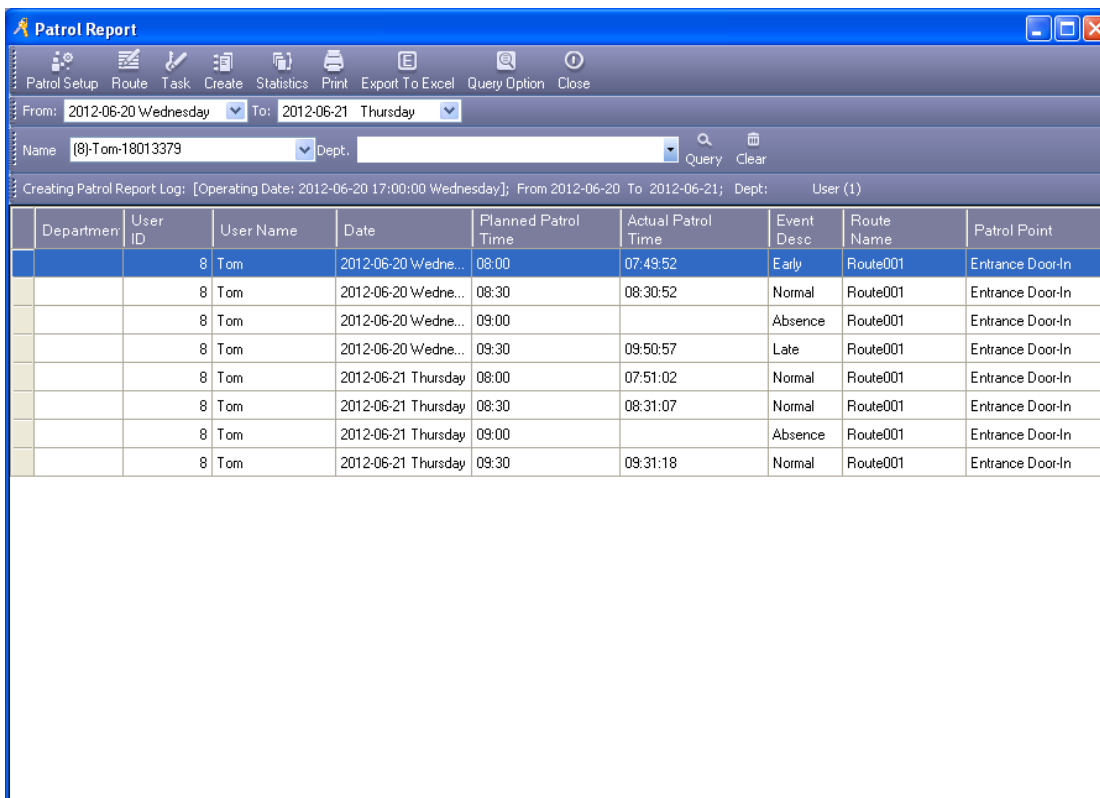 Patrol Report
Patrol Setup Route Task Create Statistics Print Export To Excel Query Option Close
From: 2012-06-20 Wednesday To: 2012-06-21 Thursday
Name (8)-Tom-18013379 Dept. Query Clear
Creating Patrol Report Log: [Operating Date: 2012-06-20 17:00:00 Wednesday]; From 2012-06-20 To 2012-06-21; Dept: User (1)
Departmen User ID User Name Date Planned Patrol Time Actual Patrol Time Event Desc Route Name Patrol Point
8 Tom 2012-06-20 Wedne... 08:00 07:49:52 Early Route001 Entrance Door-In
8 Tom 2012-06-20 Wedne... 08:30 08:30:52 Normal Route001 Entrance Door-In
8 Tom 2012-06-20 Wedne... 09:00 Absence Route001 Entrance Door-In
8 Tom 2012-06-20 Wedne... 09:30 09:50:57 Late Route001 Entrance Door-In
8 Tom 2012-06-21 Thursday 08:00 07:51:02 Normal Route001 Entrance Door-In
8 Tom 2012-06-21 Thursday 08:30 08:31:07 Normal Route001 Entrance Door-In
8 Tom 2012-06-21 Thursday 09:00 Absence Route001 Entrance Door-In
8 Tom 2012-06-21 Thursday 09:30 09:31:18 Normal Route001 Entrance Door-In